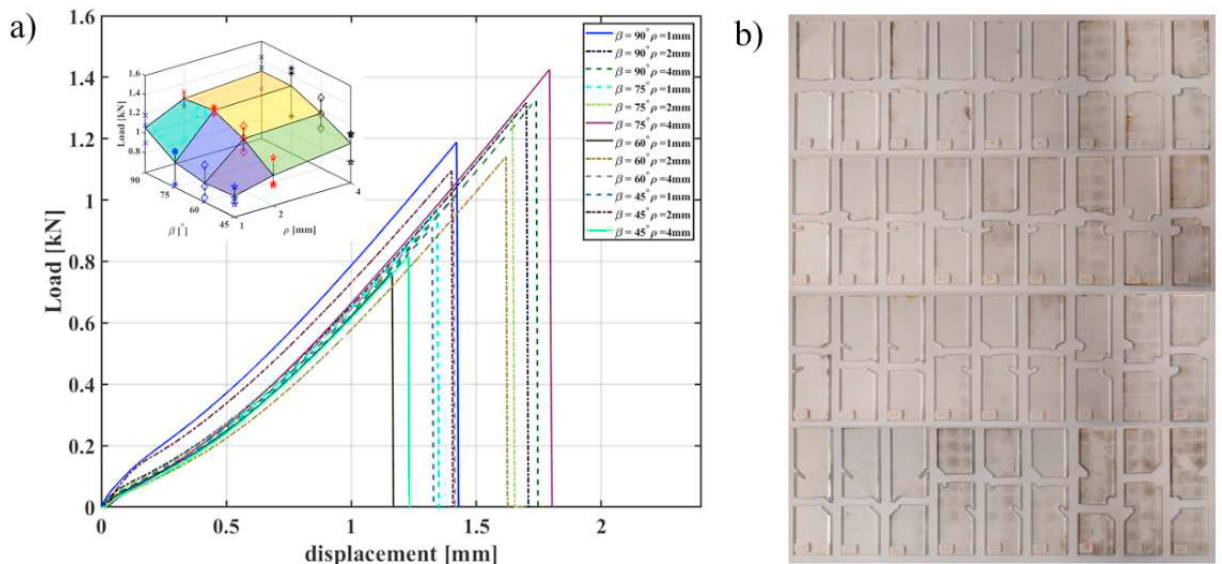 a)
b)
1.6
1.4
1.2
1
0.8
0.6
0.4
0.2
0
Load [kN]
0
0.5
1
1.5
2
displacement [mm]
1.6
1.4
1.2
1
0.8
Load [kN]
90
75
60
45
β [°]
1
2
4
ρ [mm]
β = 90° ρ =1mm
β = 90° ρ =2mm
β = 90° ρ =4mm
β = 75° ρ =1mm
β = 75° ρ =2mm
β = 75° ρ =4mm
β = 60° ρ =1mm
β = 60° ρ =2mm
β = 60° ρ =4mm
β = 45° ρ =1mm
β = 45° ρ =2mm
β = 45° ρ =4mm